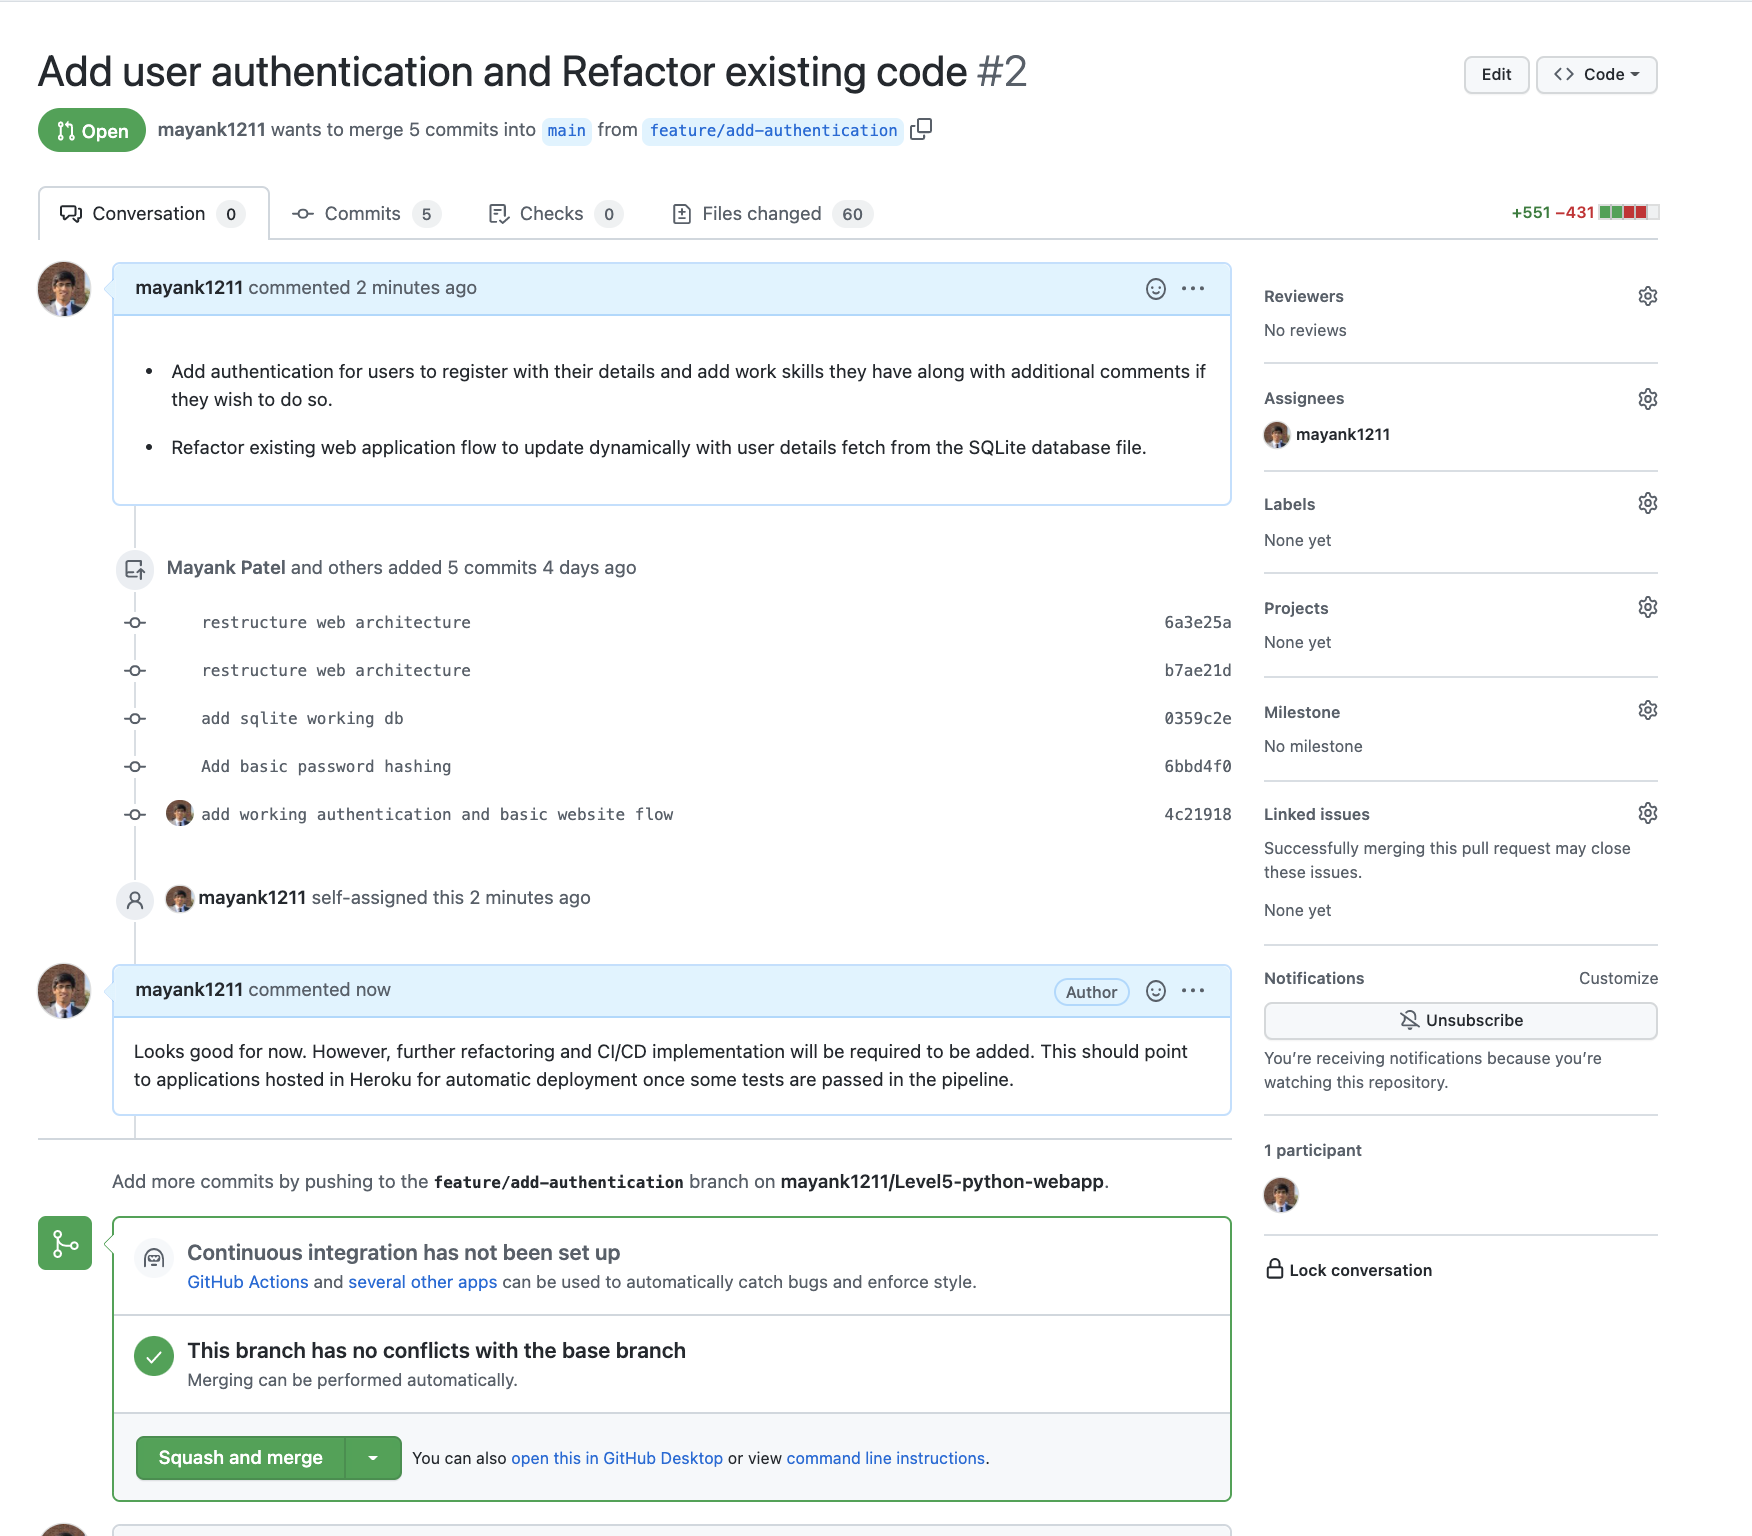 Add user authentication and Refactor existing code #2
Edit
Code
Open
mayank1211 wants to merge 5 commits into main from feature/add-authentication
Conversation 0
Commits 5
Checks 0
Files changed 60
+551 −431
mayank1211 commented 2 minutes ago
• Add authentication for users to register with their details and add work skills they have along with additional comments if
they wish to do so.
• Refactor existing web application flow to update dynamically with user details fetch from the SQLite database file.
Mayank Patel and others added 5 commits 4 days ago
restructure web architecture 6a3e25a
restructure web architecture b7ae21d
add sqlite working db 0359c2e
Add basic password hashing 6bbd4f0
add working authentication and basic website flow 4c21918
mayank1211 self-assigned this 2 minutes ago
mayank1211 commented now
Author
Looks good for now. However, further refactoring and CI/CD implementation will be required to be added. This should point
to applications hosted in Heroku for automatic deployment once some tests are passed in the pipeline.
Add more commits by pushing to the feature/add-authentication branch on mayank1211/Level5-python-webapp.
Continuous integration has not been set up
GitHub Actions and several other apps can be used to automatically catch bugs and enforce style.
This branch has no conflicts with the base branch
Merging can be performed automatically.
Squash and merge
You can also open this in GitHub Desktop or view command line instructions.
Reviewers
No reviews
Assignees
mayank1211
Labels
None yet
Projects
None yet
Milestone
No milestone
Linked issues
Successfully merging this pull request may close
these issues.
None yet
Notifications
Customize
Unsubscribe
You’re receiving notifications because you’re
watching this repository.
1 participant
Lock conversation